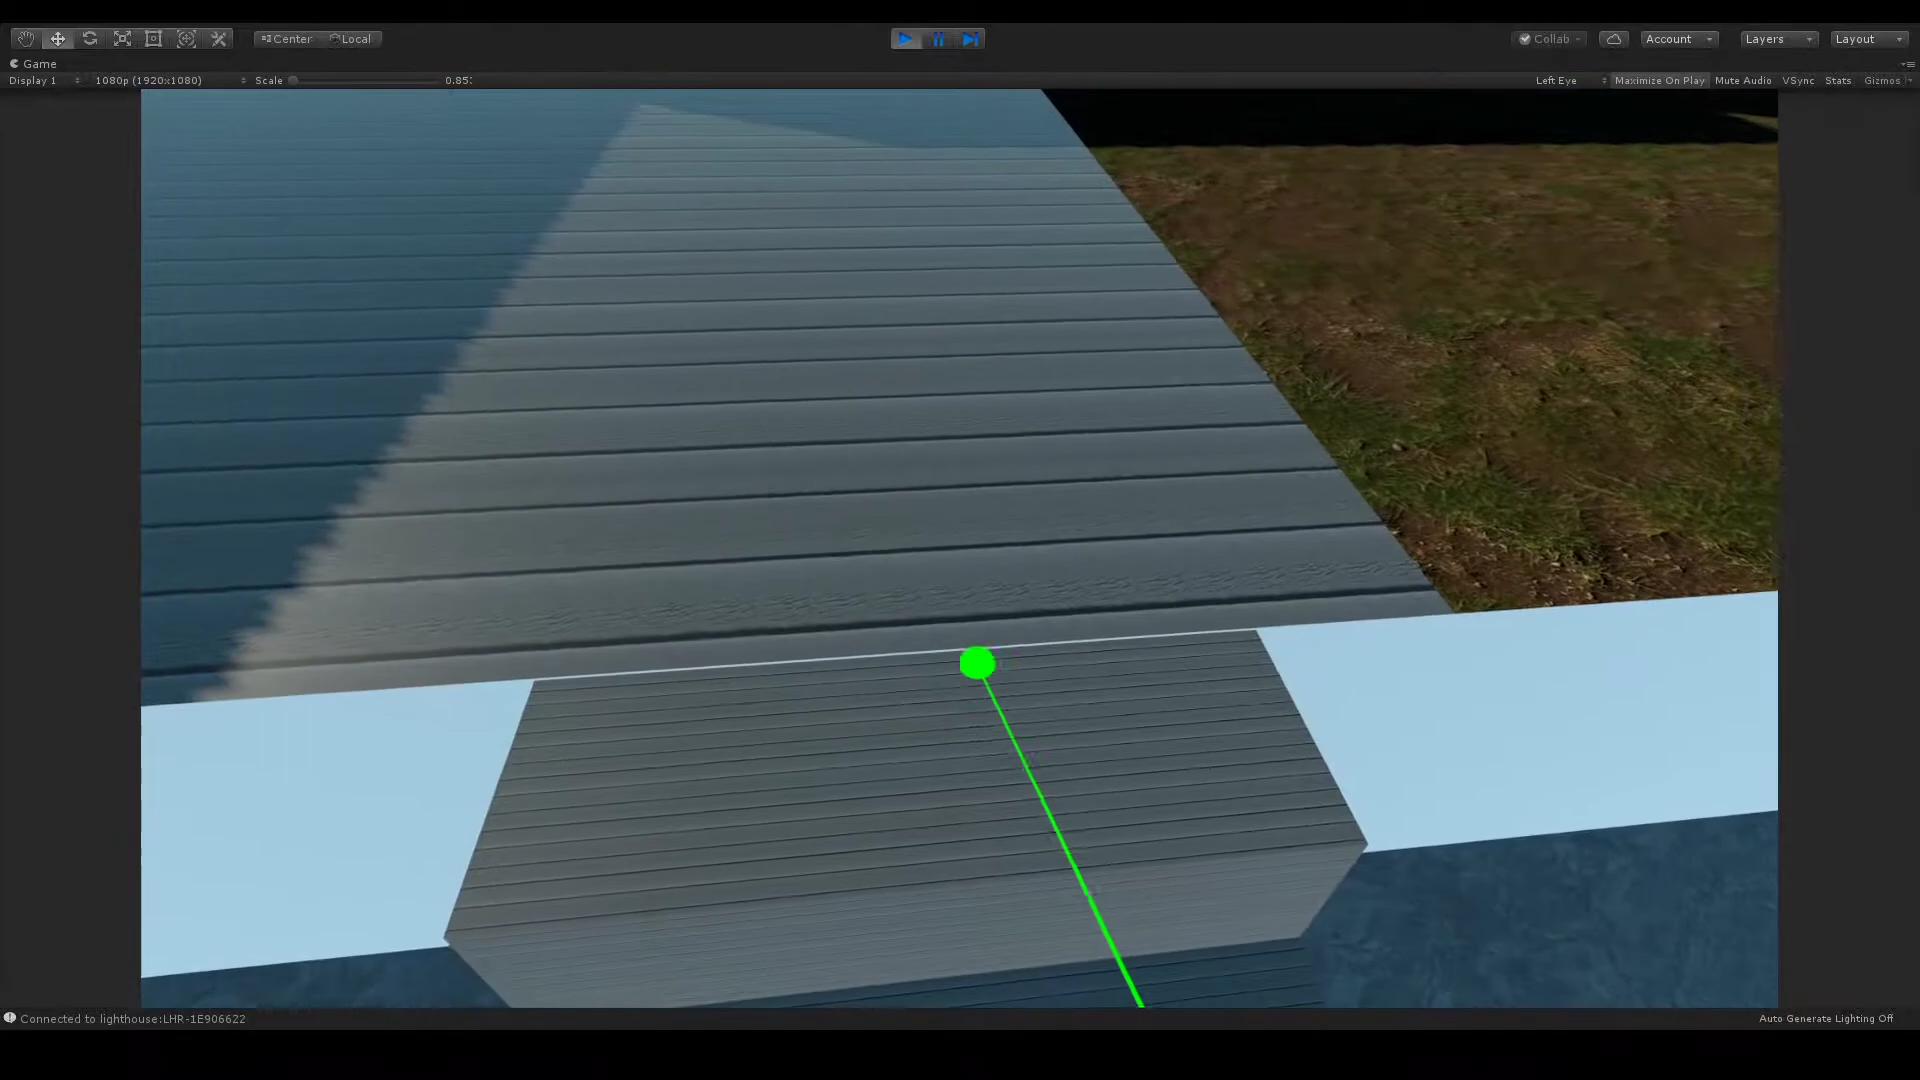 Center Local Collab Account Layers Layout
Game
Display 1 1080p (1920x1080) Scale 0.85: Left Eye Maximize On Play Mute Audio VSync Stats Gizmos
Connected to lighthouse:LHR-1E906622 Auto Generate Lighting Off